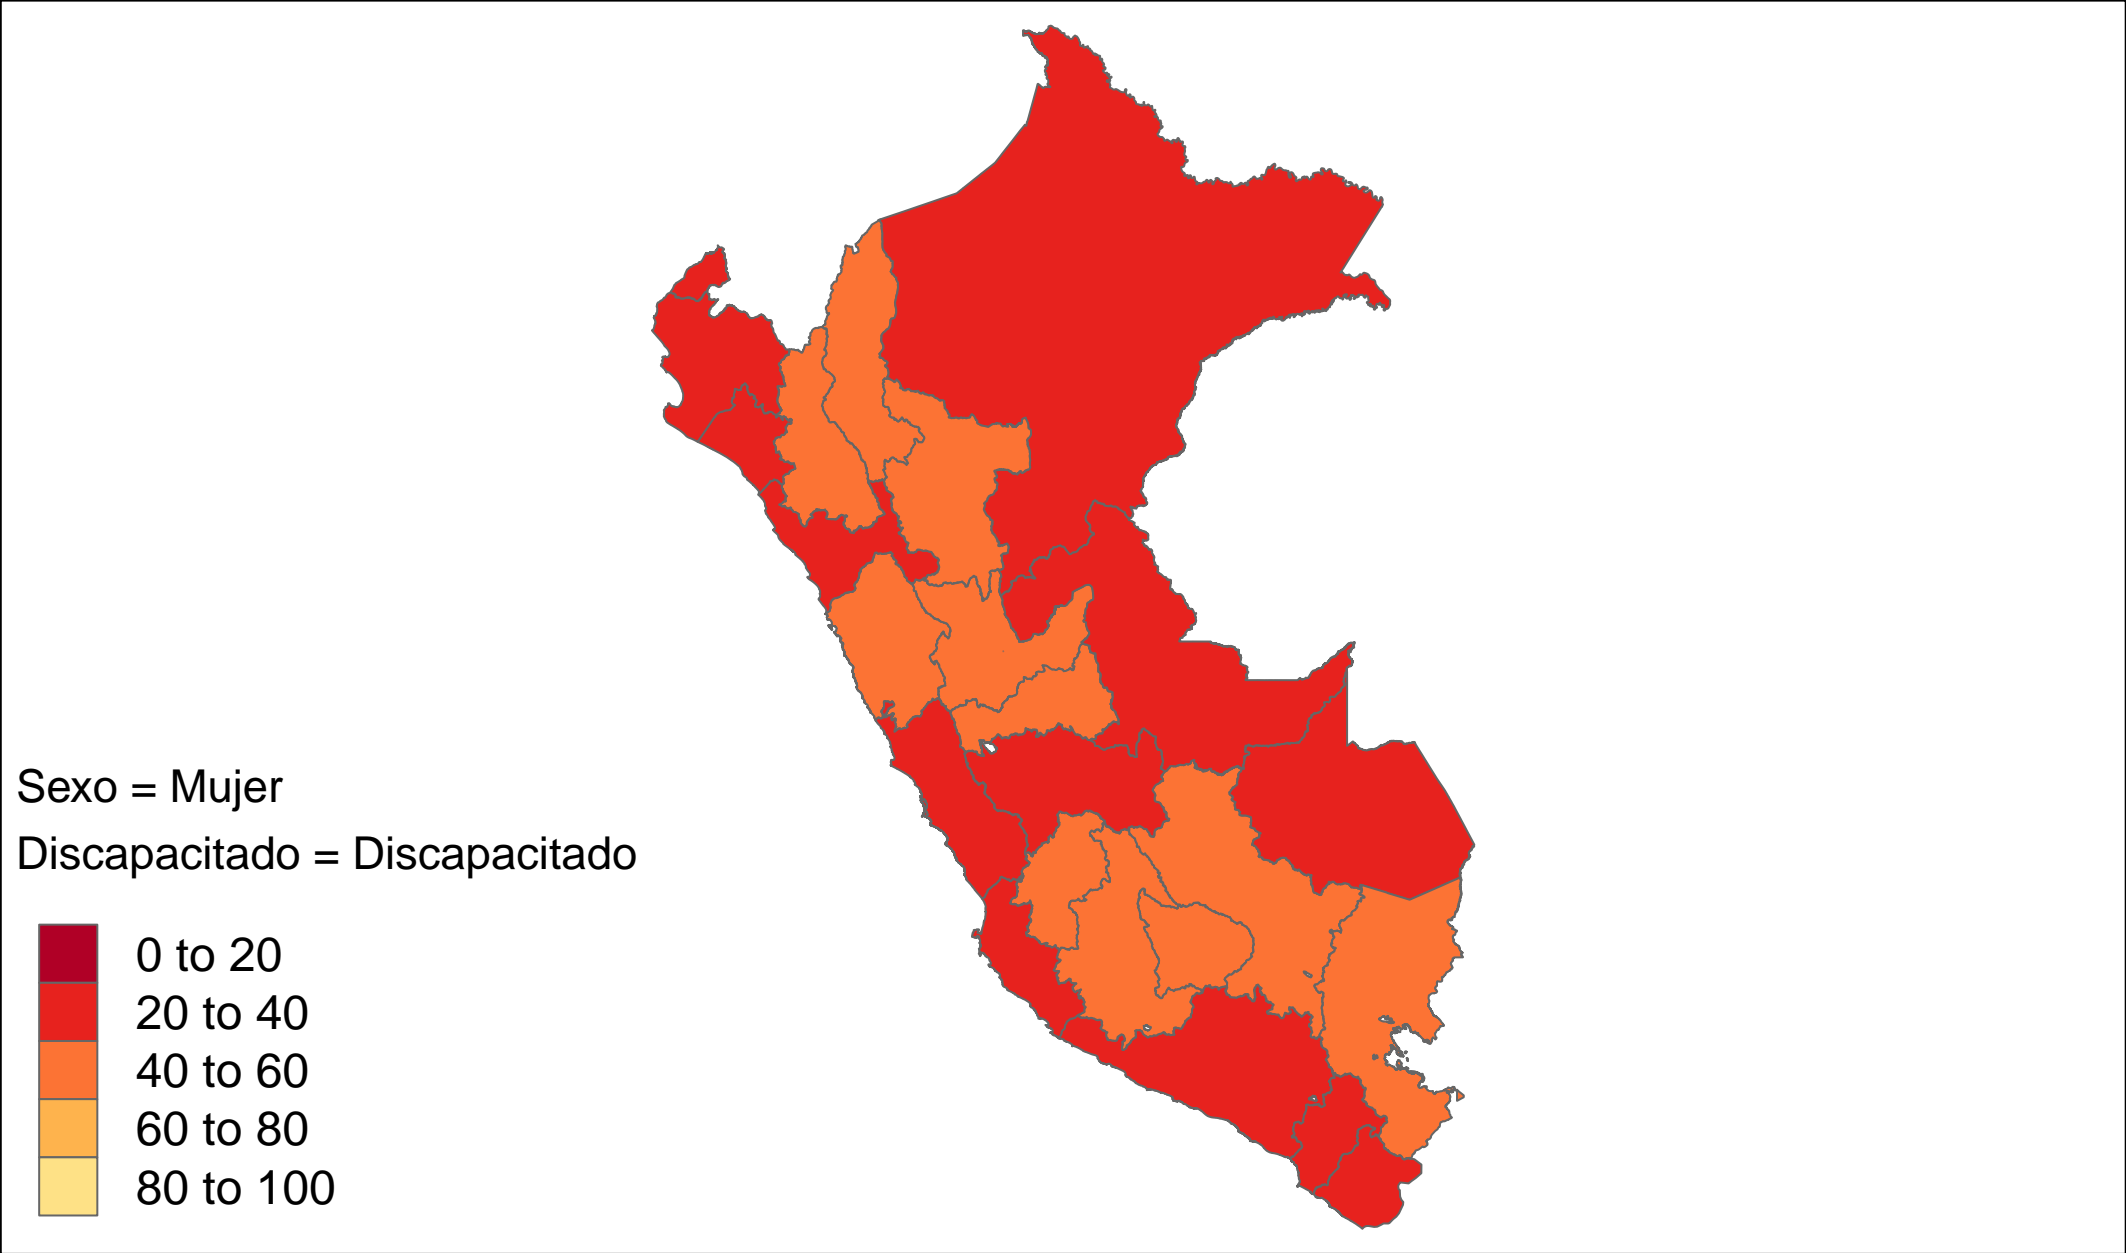 Sexo = Mujer
Discapacitado = Discapacitado
0 to 20
20 to 40
40 to 60
60 to 80
80 to 100